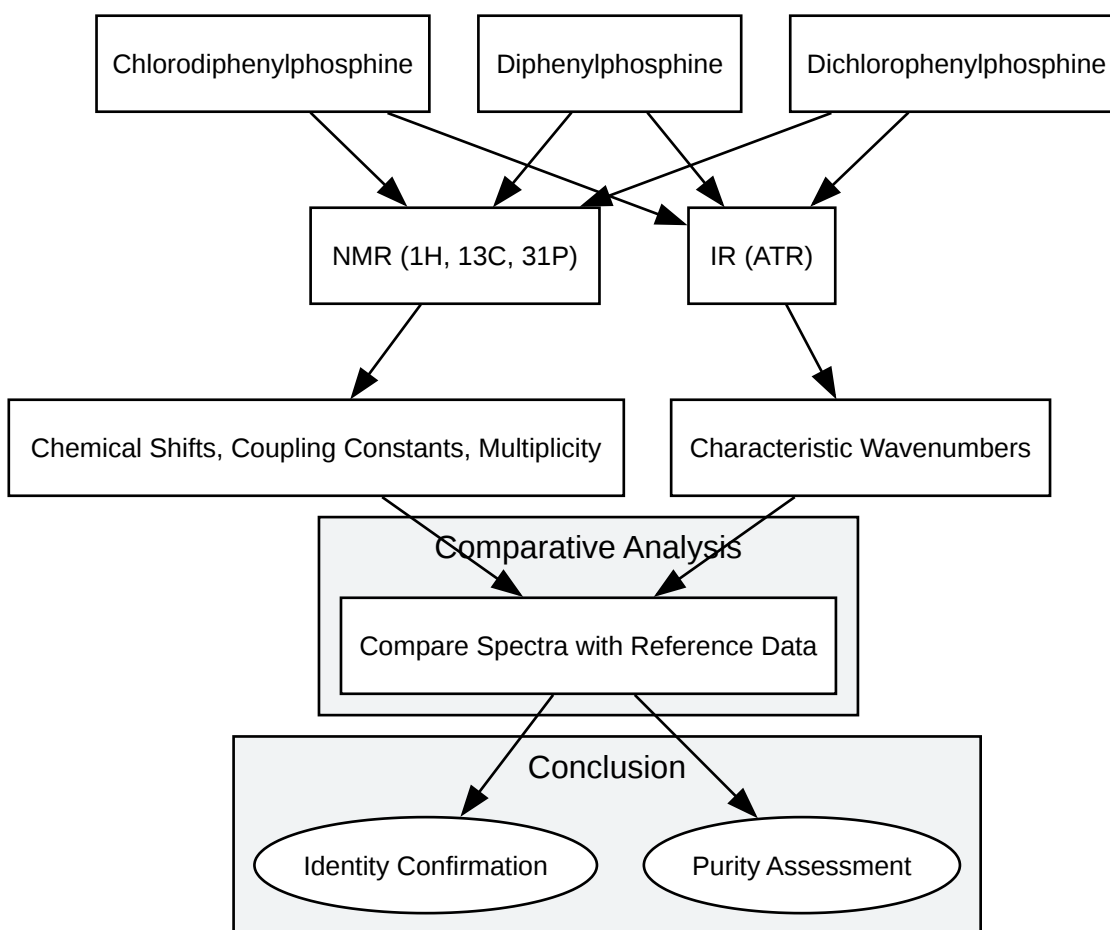 Chlorodiphenylphosphine
Diphenylphosphine
Dichlorophenylphosphine
NMR (1H, 13C, 31P)
IR (ATR)
Chemical Shifts, Coupling Constants, Multiplicity
Characteristic Wavenumbers
Comparative Analysis
Compare Spectra with Reference Data
Conclusion
Identity Confirmation
Purity Assessment